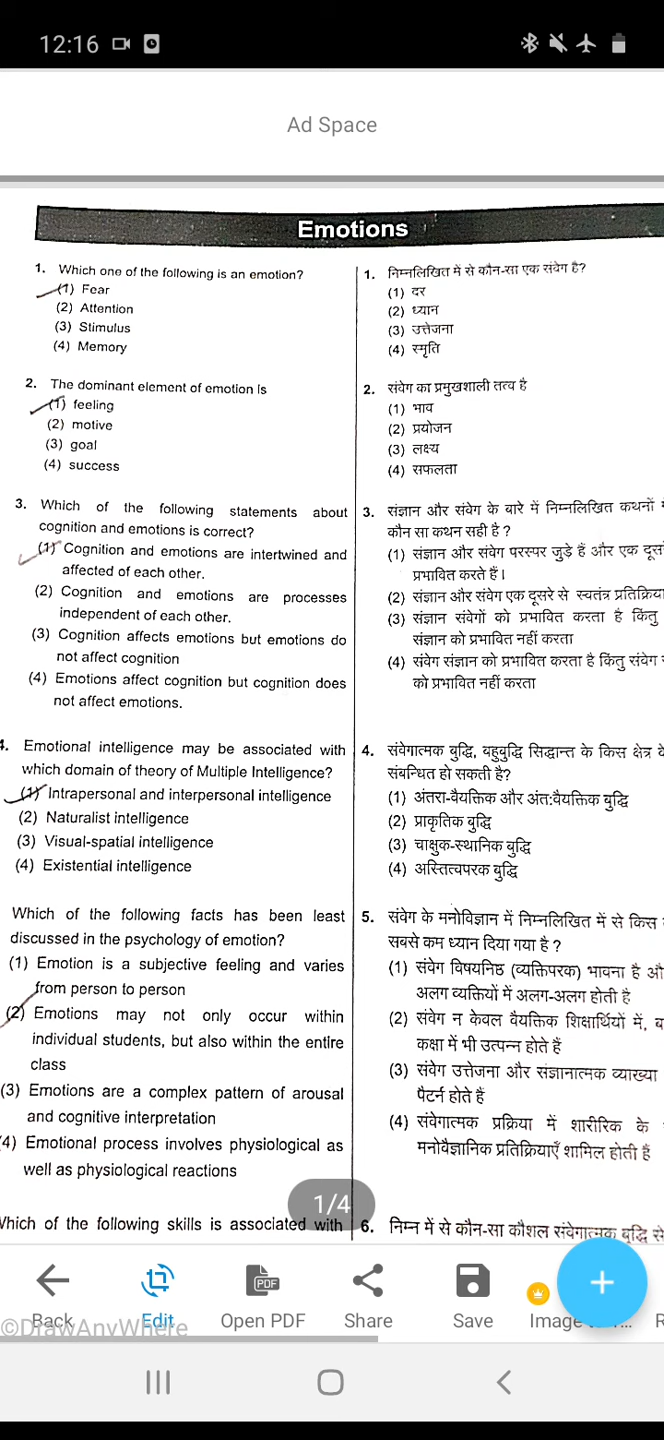 12:16
Ad Space
Emotions
1. Which one of the following is an emotion?
(1) Fear
(2) Attention
(3) Stimulus
(4) Memory
2. The dominant element of emotion is
(1) feeling
(2) motive
(3) goal
(4) success
3. Which of the following statements about
cognition and emotions is correct?
(1) Cognition and emotions are intertwined and
affected of each other.
(2) Cognition and emotions are processes
independent of each other.
(3) Cognition affects emotions but emotions do
not affect cognition
(4) Emotions affect cognition but cognition does
not affect emotions.
4. Emotional intelligence may be associated with
which domain of theory of Multiple Intelligence?
(1) Intrapersonal and interpersonal intelligence
(2) Naturalist intelligence
(3) Visual-spatial intelligence
(4) Existential intelligence
Which of the following facts has been least
discussed in the psychology of emotion?
(1) Emotion is a subjective feeling and varies
from person to person
(2) Emotions may not only occur within
individual students, but also within the entire
class
(3) Emotions are a complex pattern of arousal
and cognitive interpretation
(4) Emotional process involves physiological as
well as physiological reactions
Which of the following skills is associated with
1. निम्नलिखित में से कौन-सा एक संवेग है?
(1) दर
(2) ध्यान
(3) उत्तेजना
(4) स्मृति
2. संवेग का प्रमुखशाली तत्व है
(1) भाव
(2) प्रयोजन
(3) लक्ष्य
(4) सफलता
3. संज्ञान और संवेग के बारे में निम्नलिखित कथनों
कौन सा कथन सही है ?
(1) संज्ञान और संवेग परस्पर जुड़े हैं और एक
प्रभावित करते हैं।
(2) संज्ञान और संवेग एक दूसरे से स्वतंत्र
(3) संज्ञान संवेगों को प्रभावित करता है किंतु
संज्ञान को प्रभावित नहीं करता
(4) संवेग संज्ञान को प्रभावित करता है किंतु संवेग
को प्रभावित नहीं करता
4. संवेगात्मक बुद्धि, बहुबुद्धि सिद्धान्त के किस क्षेत्र
संबन्धित हो सकती है?
(1) अंतरा-वैयक्तिक और अंत:वैयक्तिक बुद्धि
(2) प्राकृतिक बुद्धि
(3) चाक्षुक-स्थानिक बुद्धि
(4) अस्तित्वपरक बुद्धि
5. संवेग के मनोविज्ञान में निम्नलिखित में से किस
सबसे कम ध्यान दिया गया है ?
(1) संवेग विषयनिष्ठ (व्यक्तिपरक) भावना है
अलग व्यक्तियों में अलग-अलग होती है
(2) संवेग न केवल वैयक्तिक शिक्षार्थियों में,
कक्षा में भी उत्पन्न होते हैं
(3) संवेग उत्तेजना और संज्ञानात्मक व्याख्या
पैटर्न होते हैं
(4) संवेगात्मक प्रक्रिया में शारीरिक के
मनोवैज्ञानिक प्रतिक्रियाएँ शामिल होती हैं
6. निम्न में से कौन-सा कौशल संवेगात्मक बुद्धि से
1/4
Back
Edit
PDF
Open PDF
Share
Save
Image
©DrawAnyWhere